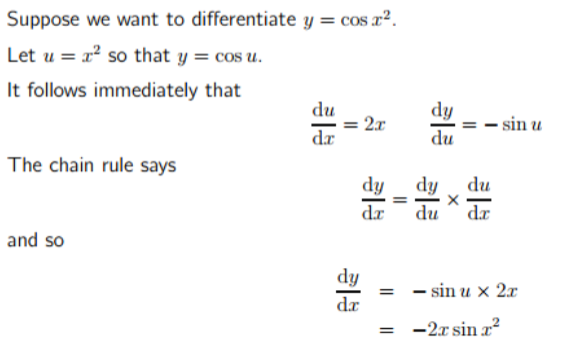 Suppose we want to differentiate y = cos x².
Let u = x² so that y = cos u.
It follows immediately that
du/dx = 2x    dy/du = − sin u
The chain rule says
dy/dx = dy/du × du/dx
and so
dy/dx = − sin u × 2x
= −2x sin x²